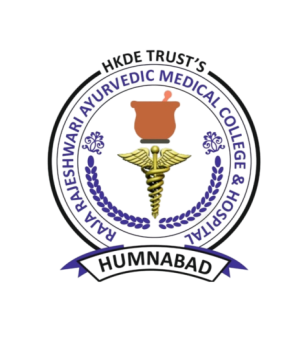 HKDE TRUST'S
RAJA RAJESHWARI AYURVEDIC MEDICAL COLLEGE & HOSPITAL
HUMNABAD